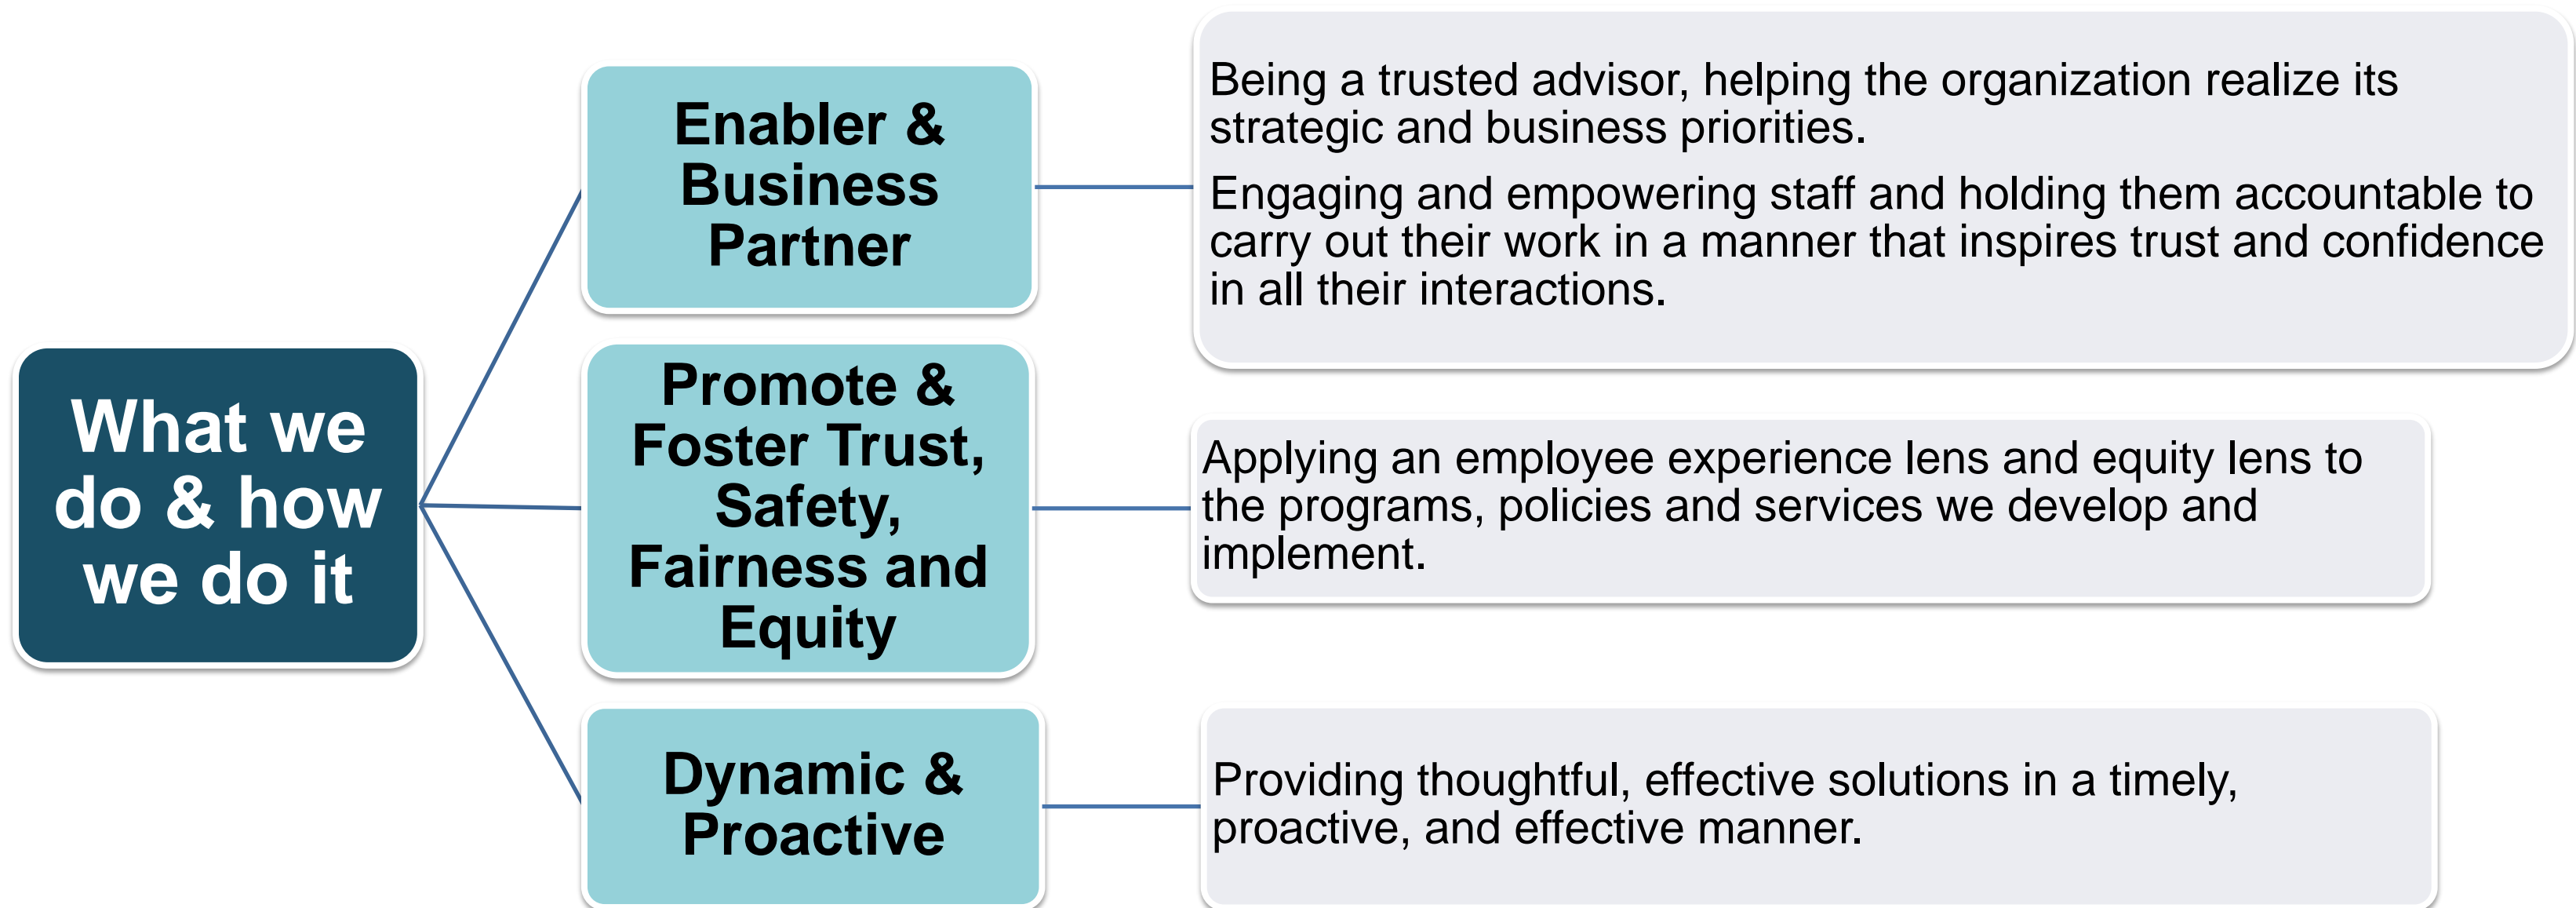 What we
do & how
we do it
Enabler &
Business
Partner
Being a trusted advisor, helping the organization realize its
strategic and business priorities.
Engaging and empowering staff and holding them accountable to
carry out their work in a manner that inspires trust and confidence
in all their interactions.
Promote &
Foster Trust,
Safety,
Fairness and
Equity
Applying an employee experience lens and equity lens to
the programs, policies and services we develop and
implement.
Dynamic &
Proactive
Providing thoughtful, effective solutions in a timely,
proactive, and effective manner.